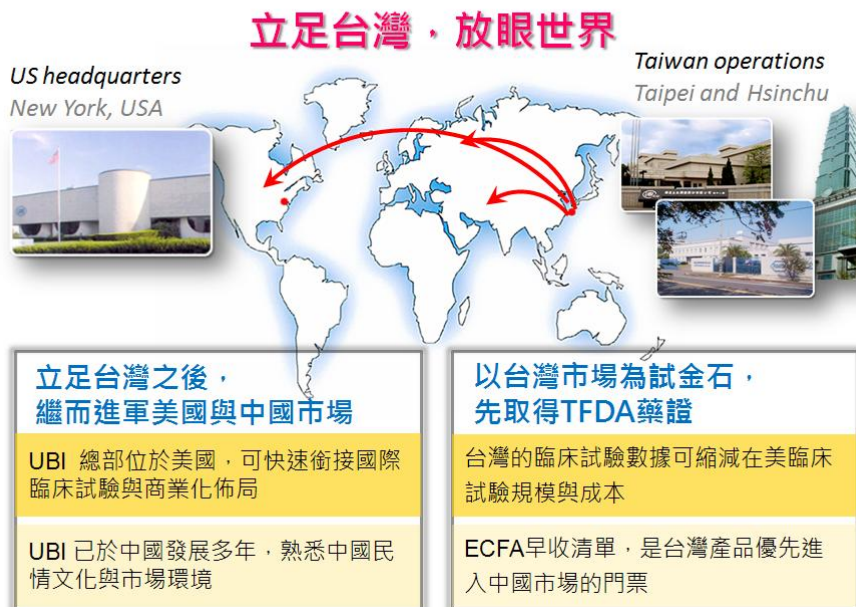 立足台灣，放眼世界
US headquarters
New York, USA
Taiwan operations
Taipei and Hsinchu
立足台灣之後，
繼而進軍美國與中國市場
UBI 總部位於美國，可快速銜接國際
臨床試驗與商業化佈局
UBI 已於中國發展多年，熟悉中國民
情文化與市場環境
以台灣市場為試金石，
先取得TFDA藥證
台灣的臨床試驗數據可縮減在美臨床
試驗規模與成本
ECFA早收清單，是台灣產品優先進
入中國市場的門票